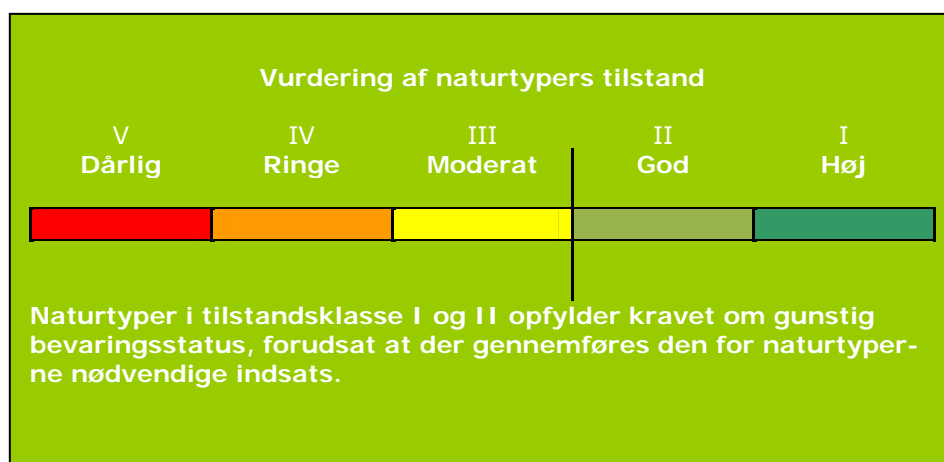 Vurdering af naturtypers tilstand
V IV III II I
Dårlig Ringe Moderat God Høj
Naturtyper i tilstandsklasse I og II opfylder kravet om gunstig
bevaringsstatus, forudsat at der gennemføres den for naturtyper-
ne nødvendige indsats.